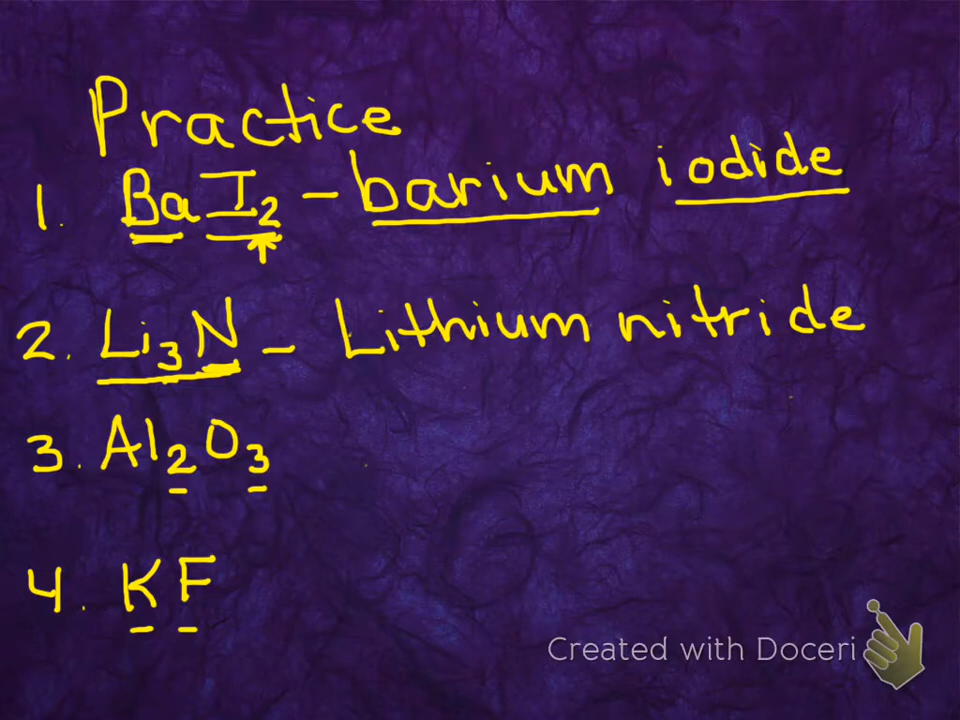 Practice
1. BaI₂ - barium iodide
2. Li₃N - Lithium nitride
3. Al₂O₃
4. KF
Created with Doceri